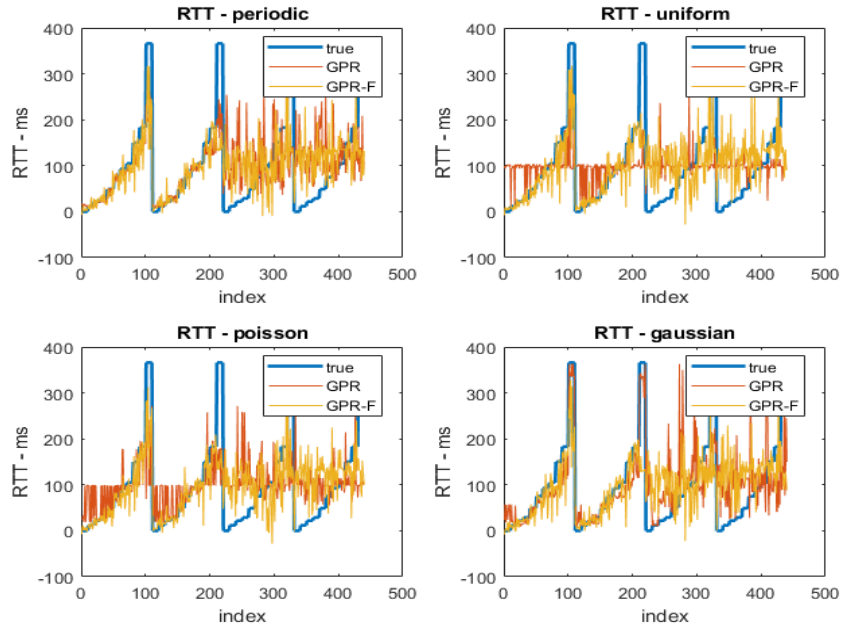 RTT - periodic
400
300
200
100
0
-100
RTT - ms
0 100 200 300 400 500
index
true
GPR
GPR-F
RTT - uniform
400
300
200
100
0
-100
RTT - ms
0 100 200 300 400 500
index
true
GPR
GPR-F
RTT - poisson
400
300
200
100
0
-100
RTT - ms
0 100 200 300 400 500
index
true
GPR
GPR-F
RTT - gaussian
400
300
200
100
0
-100
RTT - ms
0 100 200 300 400 500
index
true
GPR
GPR-F